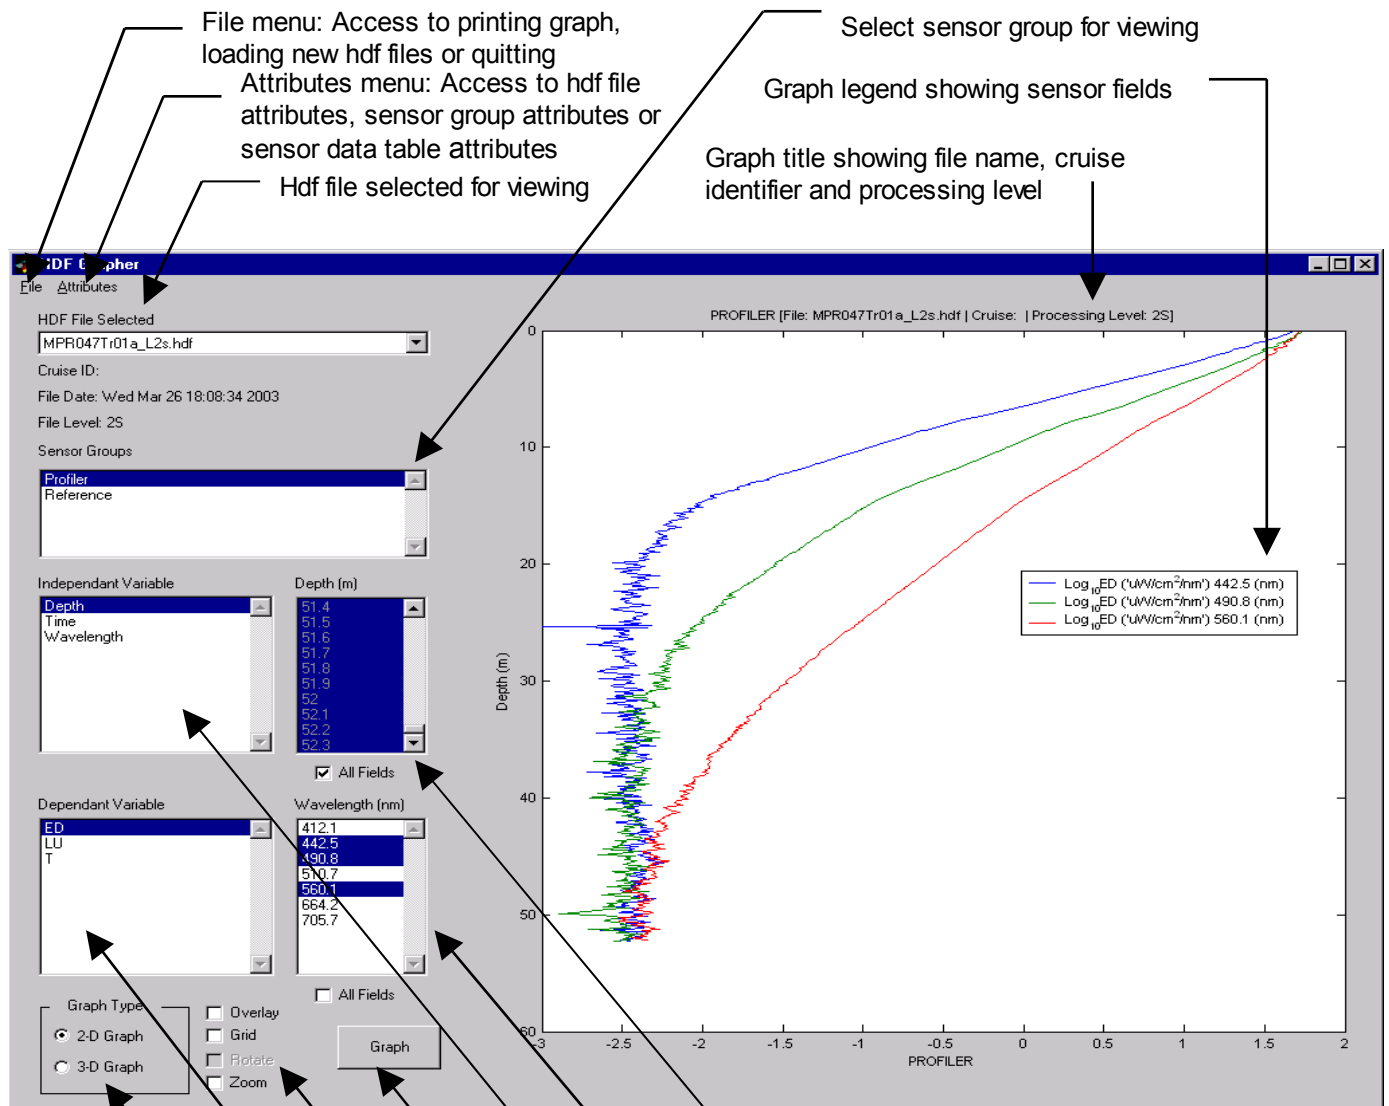 File menu: Access to printing graph,
loading new hdf files or quitting
Select sensor group for viewing
Attributes menu: Access to hdf file
attributes, sensor group attributes or
sensor data table attributes
Graph legend showing sensor fields
Graph title showing file name, cruise
identifier and processing level
Hdf file selected for viewing
HDF Grapher
File Attributes
HDF File Selected
MPR047Tr01a_L2s.hdf
Cruise ID:
File Date: Wed Mar 26 18:08:34 2003
File Level: 2S
Sensor Groups
Profiler
Reference
Independant Variable
Depth
Time
Wavelength
Depth (m)
51.4
51.5
51.6
51.7
51.8
51.9
52
52.1
52.2
52.3
All Fields
Dependant Variable
ED
LU
T
Wavelength (nm)
412.1
442.5
490.8
510.7
560.1
664.2
705.7
All Fields
Graph Type
2-D Graph
3-D Graph
Overlay
Grid
Rotate
Zoom
Graph
PROFILER [File: MPR047Tr01a_L2s.hdf | Cruise: | Processing Level: 2S]
0
10
20
30
40
50
60
Depth (m)
Log10ED ('uW/cm^2/nm') 442.5 (nm)
Log10ED ('uW/cm^2/nm') 490.8 (nm)
Log10ED ('uW/cm^2/nm') 560.1 (nm)
-3 -2.5 -2 -1.5 -1 -0.5 0 0.5 1 1.5 2
PROFILER